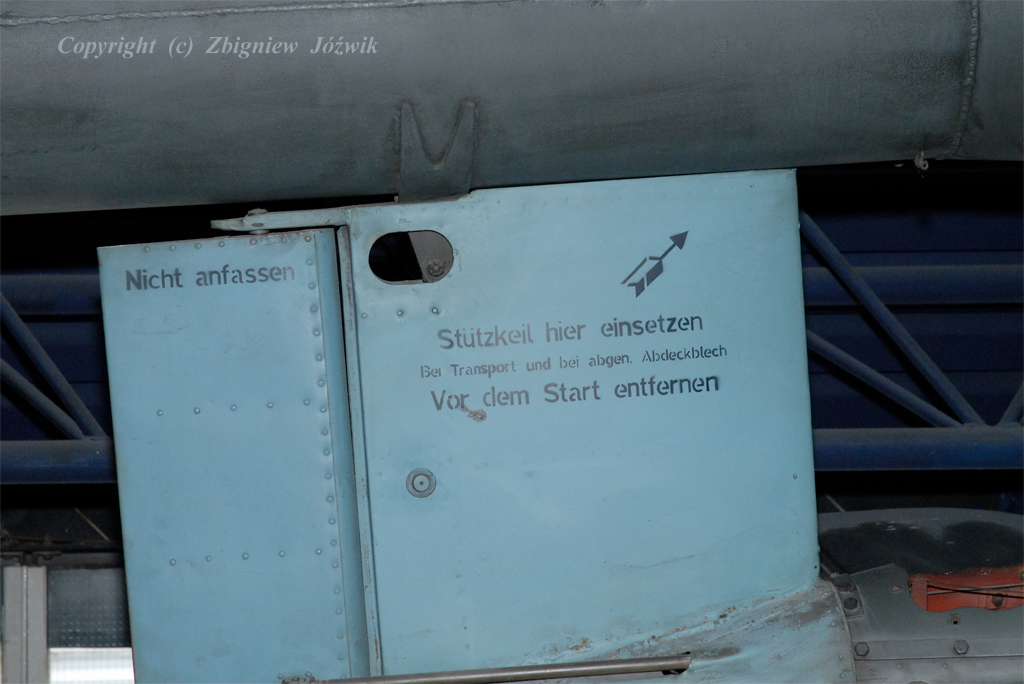 Copyright (c) Zbigniew Jóźwik
Nicht anfassen
Stützkeil hier einsetzen
Bei Transport und bei abgen. Abdeckblech
Vor dem Start entfernen